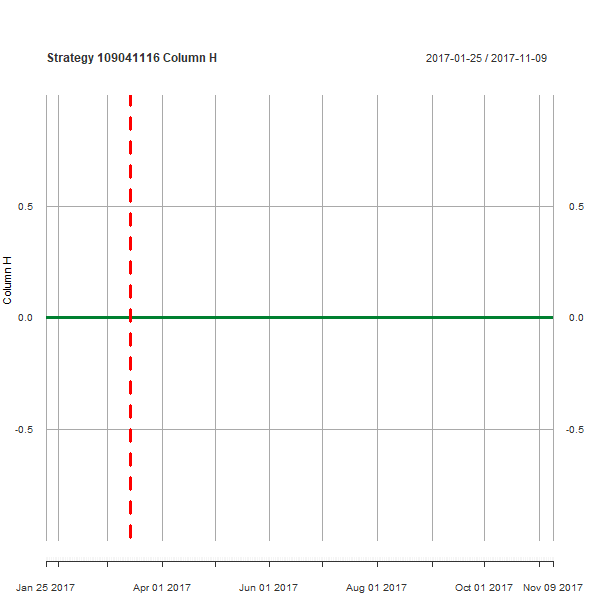 Strategy 109041116 Column H
2017-01-25 / 2017-11-09
0.5
0.5
Column H
0.0
0.0
-0.5
-0.5
Jan 25 2017
Apr 01 2017
Jun 01 2017
Aug 01 2017
Oct 01 2017
Nov 09 2017